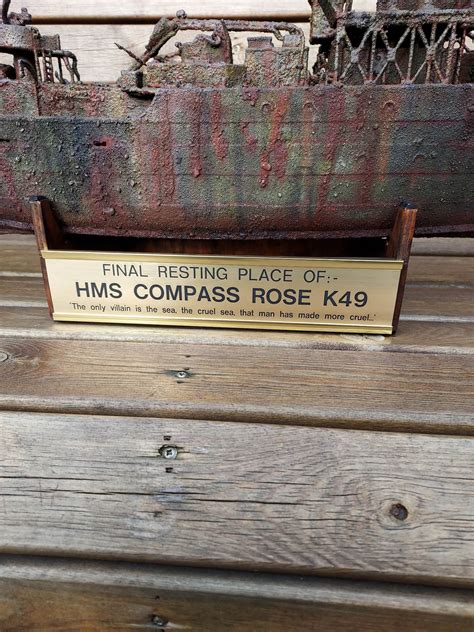 FINAL RESTING PLACE OF:-
HMS COMPASS ROSE K49
'The only villain is the sea, the cruel sea, that man has made more cruel...'